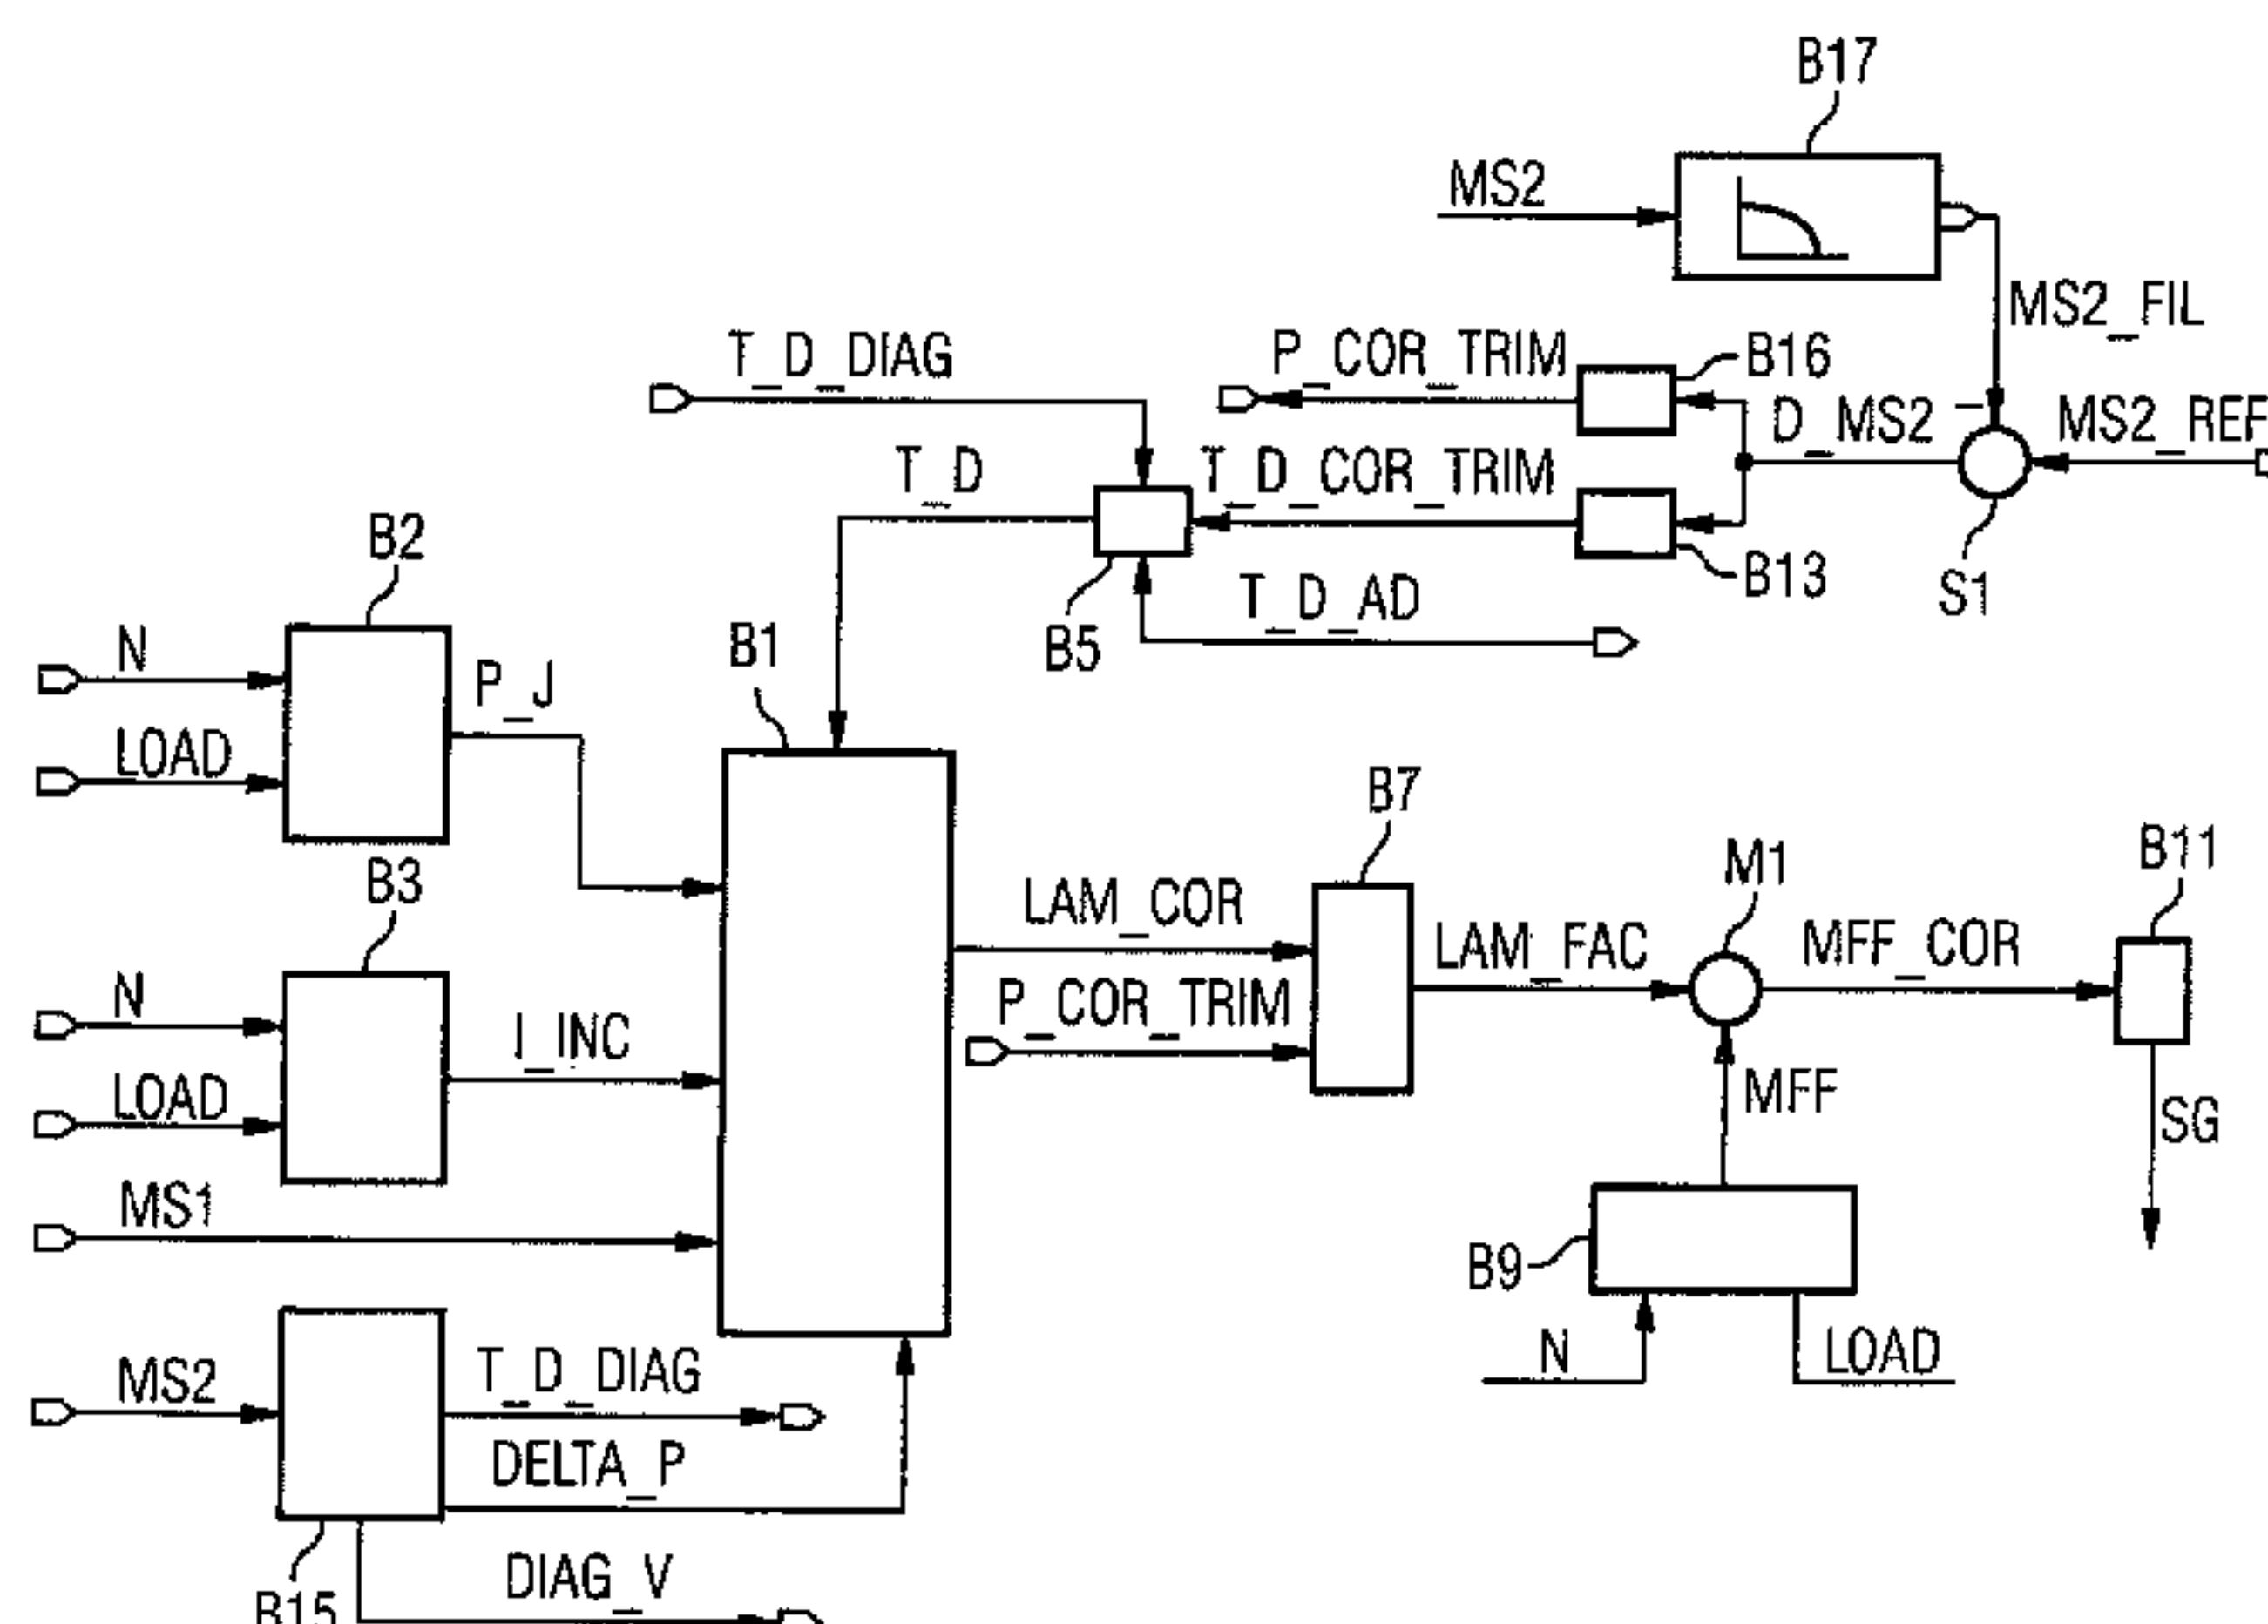 B17
MS2
MS2_FIL
T_D_DIAG
P_COR_TRIM
B16
D_MS2
–
MS2_REF
T_D
T_D_COR_TRIM
B13
S1
B2
B1
B5
T_D_AD
N
P_J
LOAD
B7
B11
B3
M1
LAM_COR
LAM_FAC
MFF_COR
N
P_COR_TRIM
I_INC
LOAD
MFF
SG
MS1
B9
N
LOAD
MS2
T_D_DIAG
DELTA_P
DIAG_V
B15